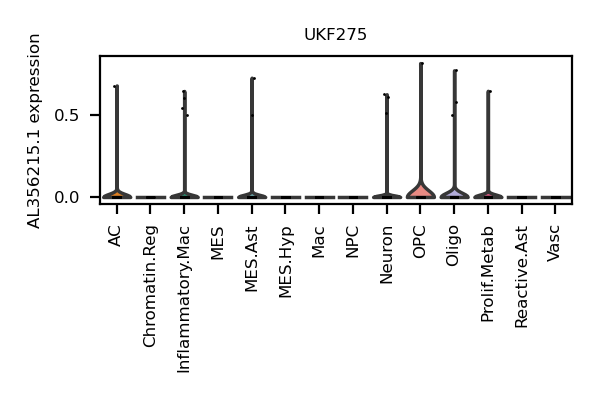 UKF275
AL356215.1 expression
0.5
0.0
AC
Chromatin.Reg
Inflammatory.Mac
MES
MES.Ast
MES.Hyp
Mac
NPC
Neuron
OPC
Oligo
Prolif.Metab
Reactive.Ast
Vasc